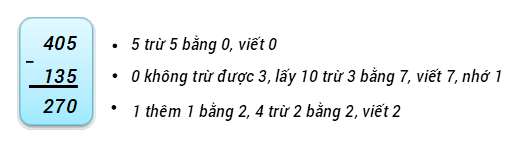 405
-
135
270
• 5 trừ 5 bằng 0, viết 0
• 0 không trừ được 3, lấy 10 trừ 3 bằng 7, viết 7, nhớ 1
• 1 thêm 1 bằng 2, 4 trừ 2 bằng 2, viết 2